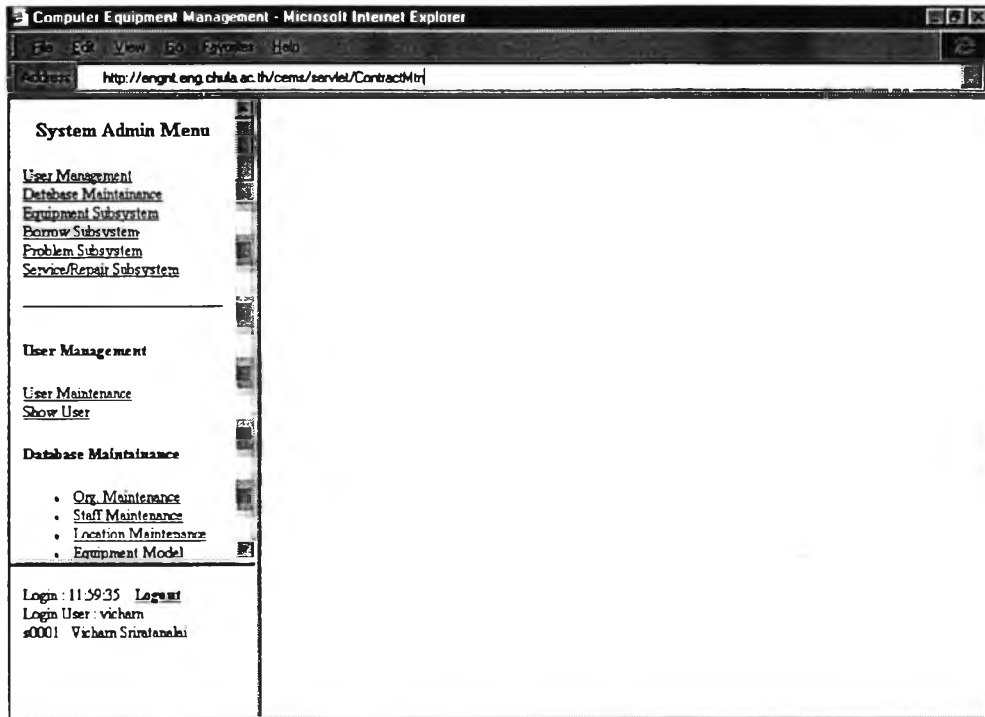 Computer Equipment Management - Microsoft Internet Explorer
File Edit View Go Favorites Help
Address http://engnt.eng.chula.ac.th/cems/servlet/ContractMtn
System Admin Menu
User Management
Database Maintainance
Equipment Subsystem
Borrow Subsystem
Problem Subsystem
Service/Repair Subsystem
User Management
User Maintenance
Show User
Database Maintainance
• Org. Maintenance
• Staff Maintenance
• Location Maintenance
• Equipment Model
Login : 11:59:35 Logout
Login User : vicharn
s0001 Vicharn Sriratanalai